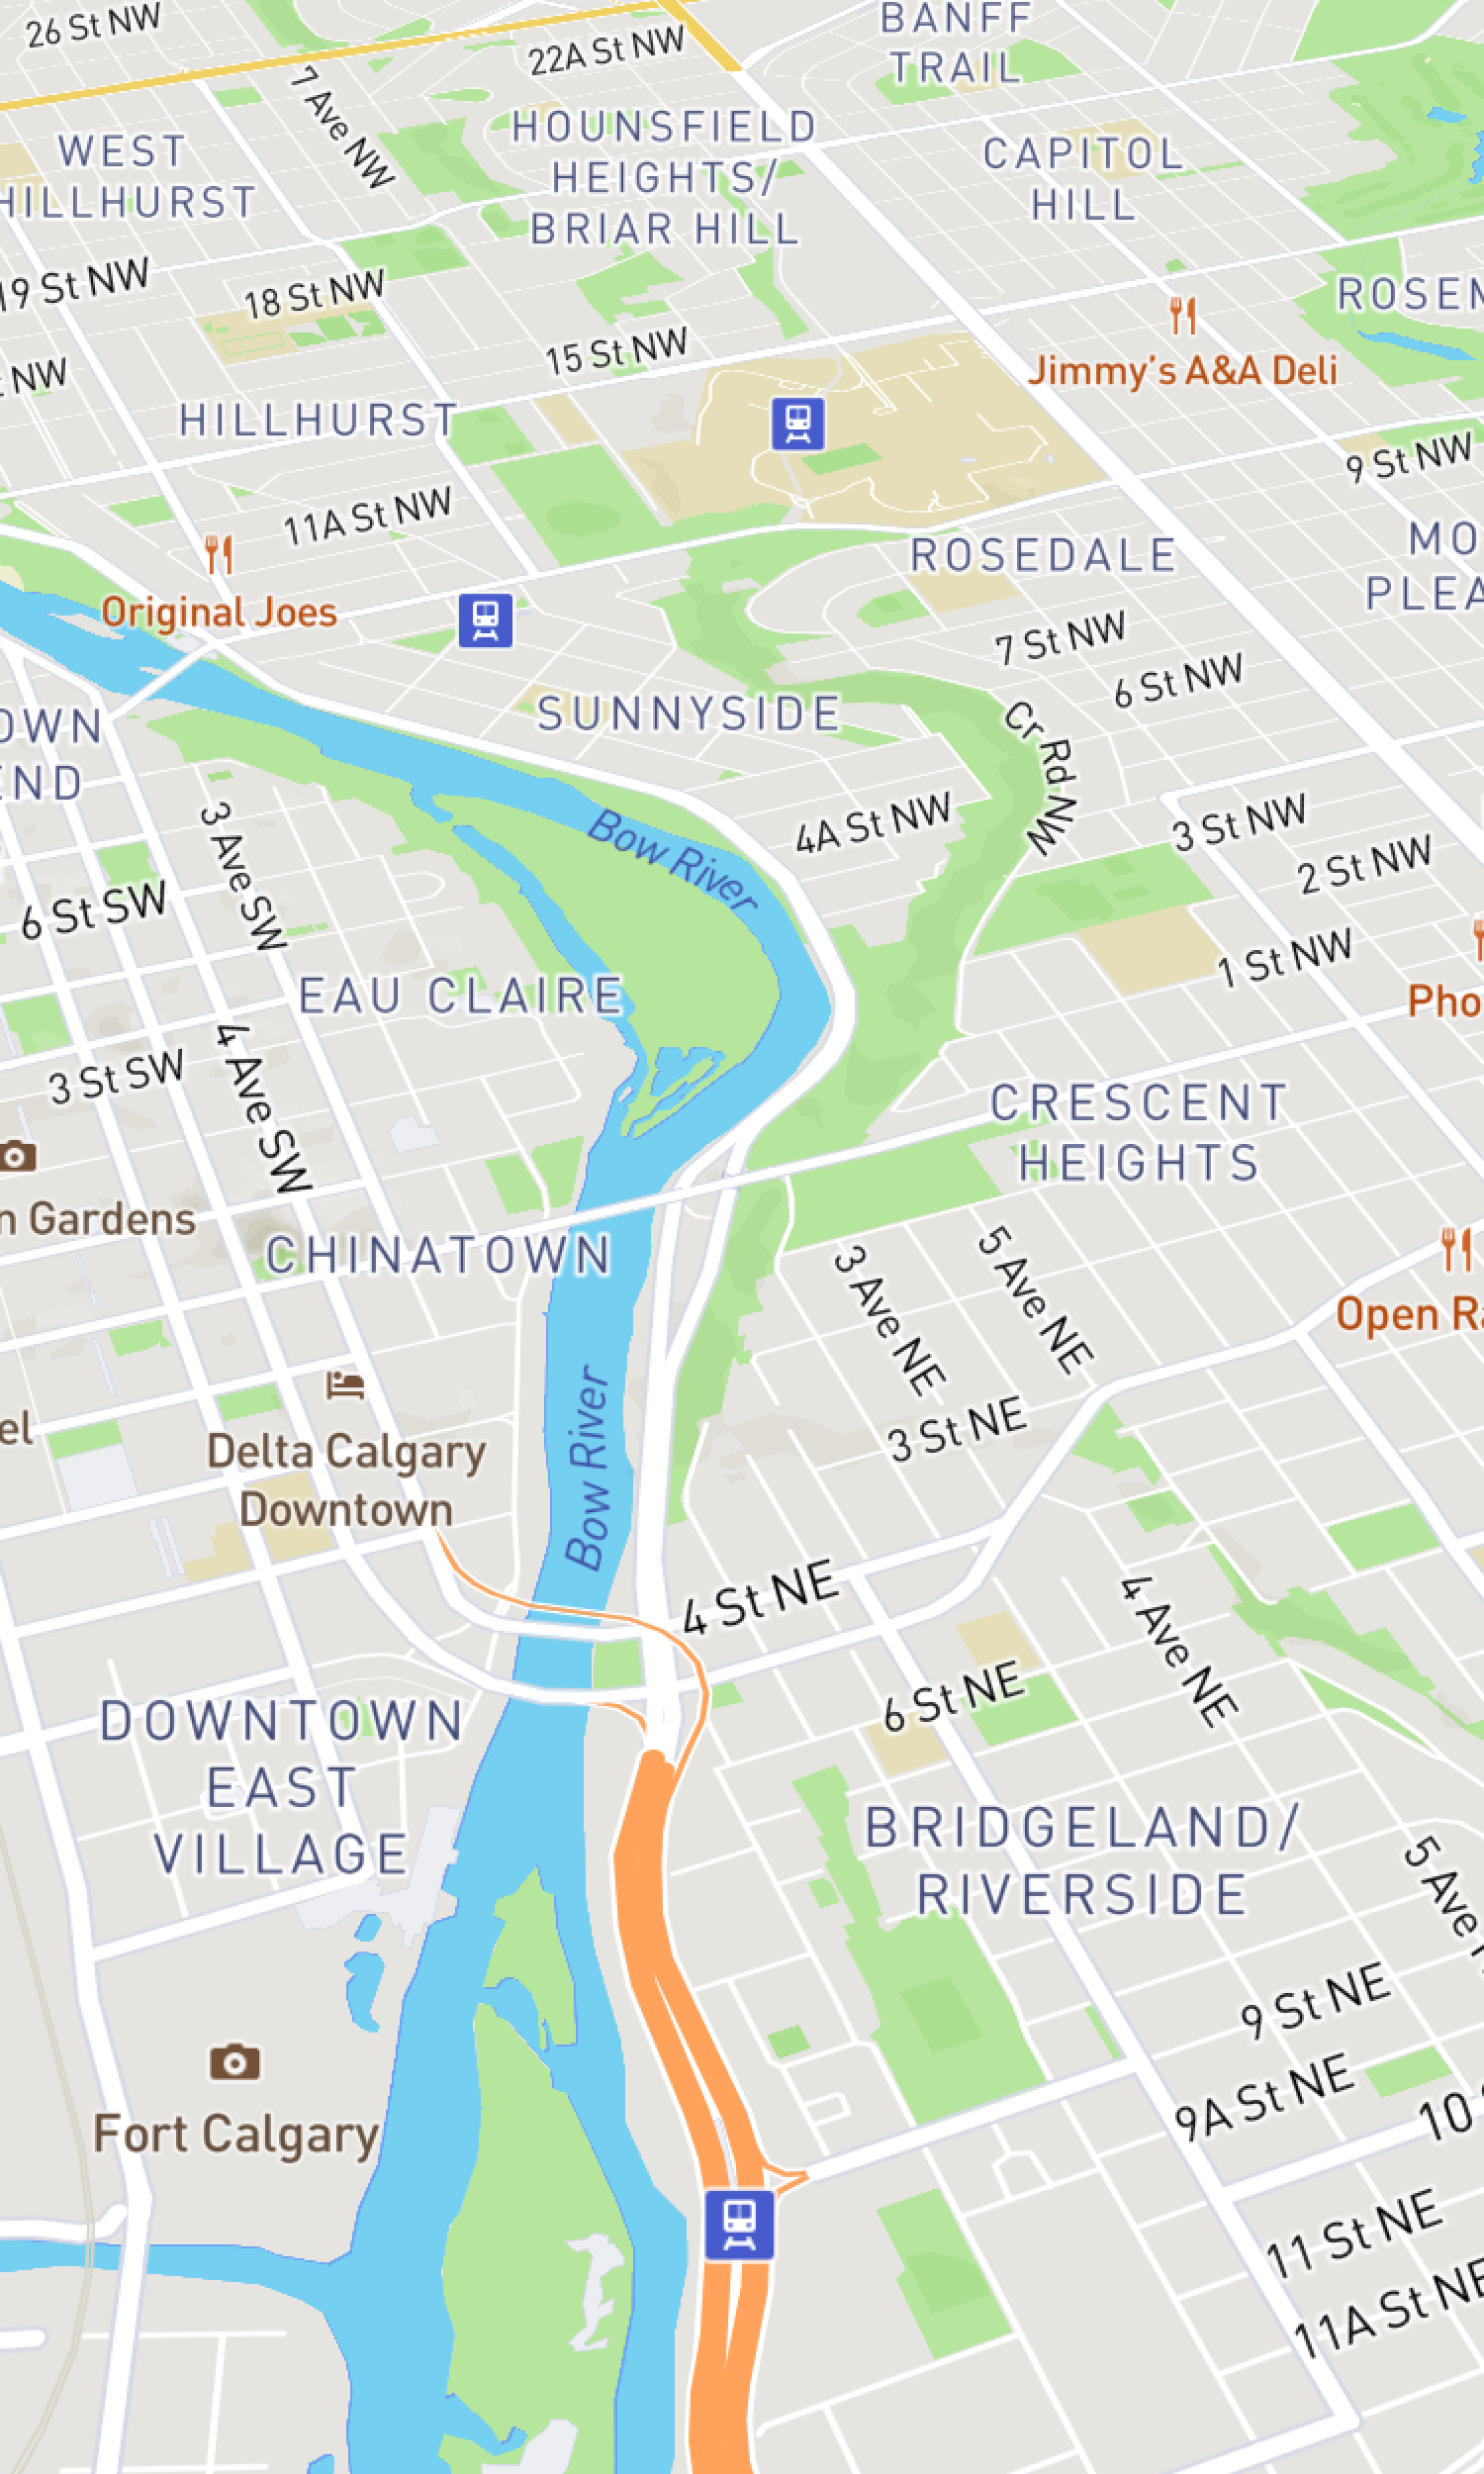 26 St NW
22A St NW
BANFF
TRAIL
7 Ave NW
WEST
HILLHURST
HOUNSFIELD
HEIGHTS/
BRIAR HILL
CAPITOL
HILL
19 St NW
18 St NW
ROSEM
15 St NW
Jimmy's A&A Deli
NW
HILLHURST
9 St NW
11A St NW
ROSEDALE
MO
PLEA
Original Joes
7 St NW
6 St NW
SUNNYSIDE
OWN
END
Cr Rd NW
3 Ave SW
Bow River
4A St NW
3 St NW
2 St NW
6 St SW
1 St NW
EAU CLAIRE
Pho
3 St SW
4 Ave SW
CRESCENT
HEIGHTS
n Gardens
CHINATOWN
3 Ave NE
5 Ave NE
Open Ra
el
Delta Calgary
Downtown
Bow River
3 St NE
4 St NE
4 Ave NE
6 St NE
DOWNTOWN
EAST
VILLAGE
BRIDGELAND/
RIVERSIDE
5 Ave N
9 St NE
9A St NE
10
Fort Calgary
11 St NE
11A St NE